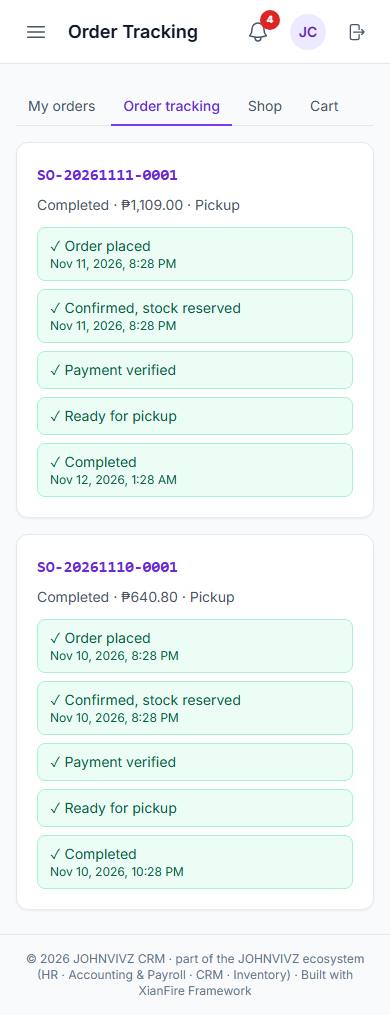 Order Tracking
4
JC
My orders
Order tracking
Shop
Cart
SO-20261111-0001
Completed · ₱1,109.00 · Pickup
✓ Order placed
Nov 11, 2026, 8:28 PM
✓ Confirmed, stock reserved
Nov 11, 2026, 8:28 PM
✓ Payment verified
✓ Ready for pickup
✓ Completed
Nov 12, 2026, 1:28 AM
SO-20261110-0001
Completed · ₱640.80 · Pickup
✓ Order placed
Nov 10, 2026, 8:28 PM
✓ Confirmed, stock reserved
Nov 10, 2026, 8:28 PM
✓ Payment verified
✓ Ready for pickup
✓ Completed
Nov 10, 2026, 10:28 PM
© 2026 JOHNVIVZ CRM · part of the JOHNVIVZ ecosystem
(HR · Accounting & Payroll · CRM · Inventory) · Built with
XianFire Framework